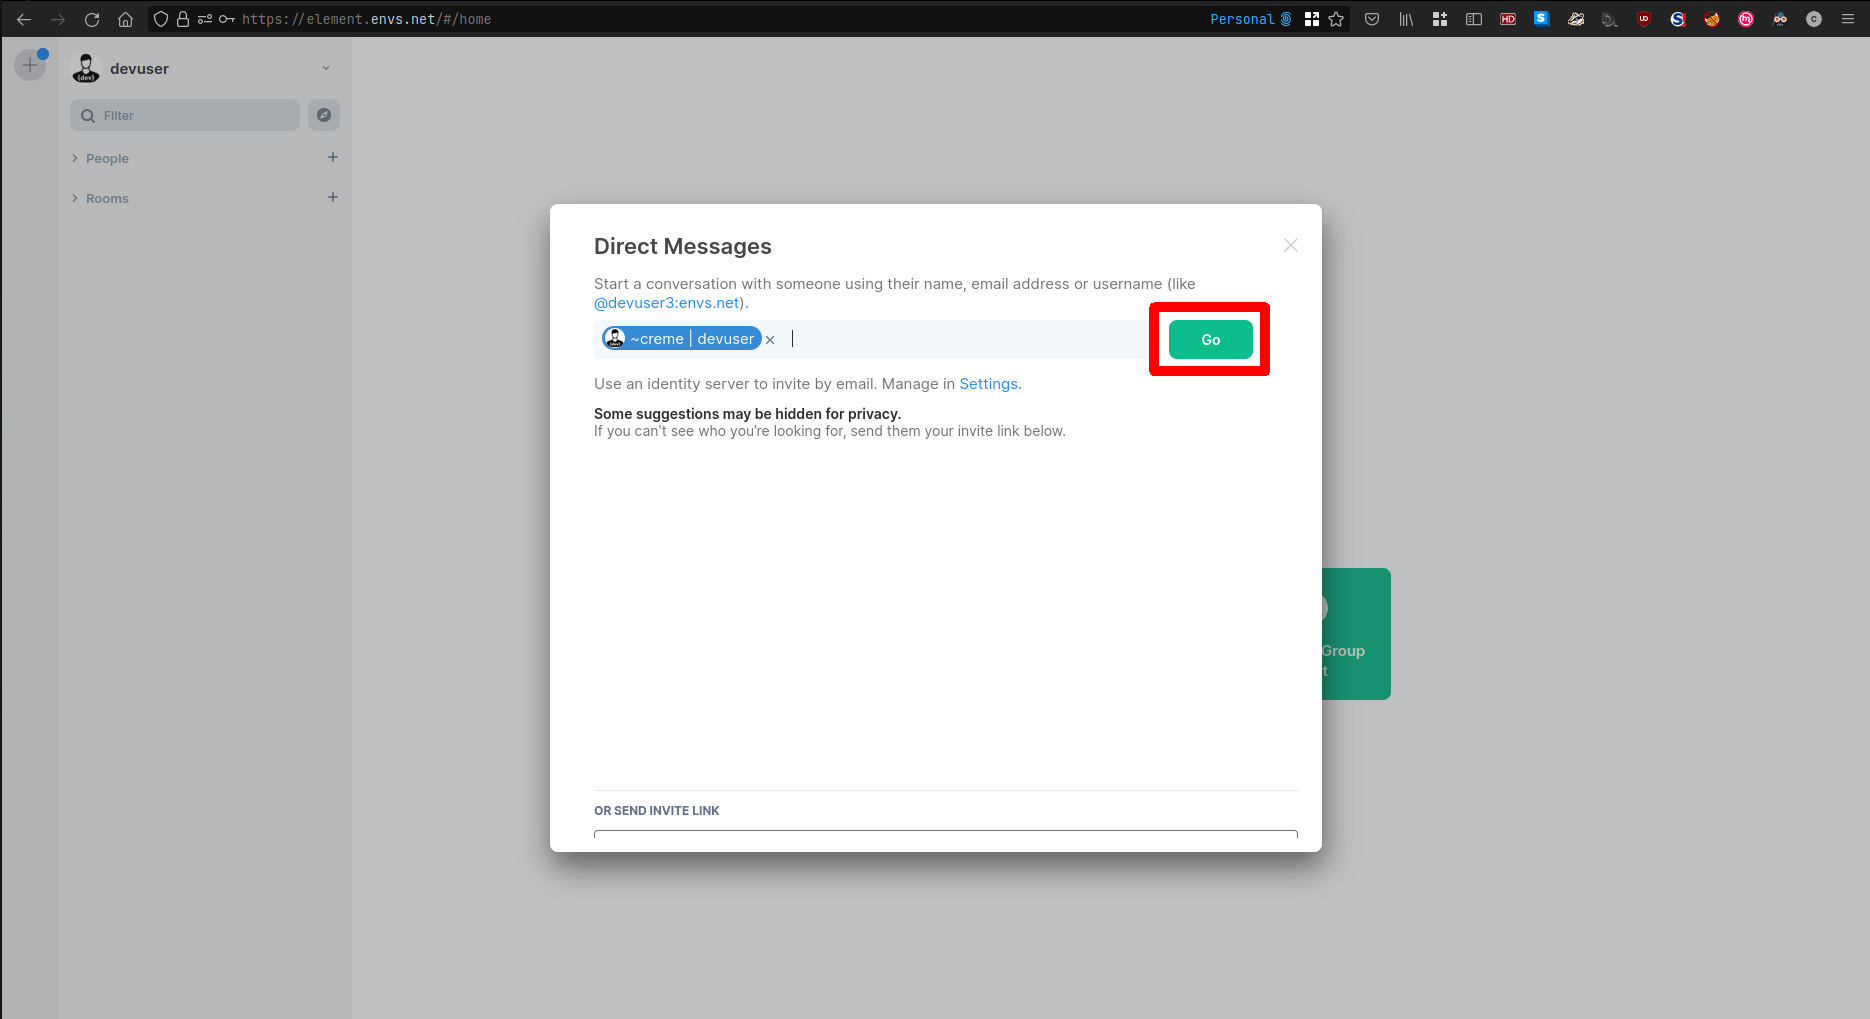 https://element.envs.net/#/home
Personal
devuser
Filter
People
Rooms
Direct Messages
Start a conversation with someone using their name, email address or username (like
@devuser3:envs.net).
~creme | devuser
Go
Use an identity server to invite by email. Manage in Settings.
Some suggestions may be hidden for privacy.
If you can't see who you’re looking for, send them your invite link below.
Group
t
OR SEND INVITE LINK